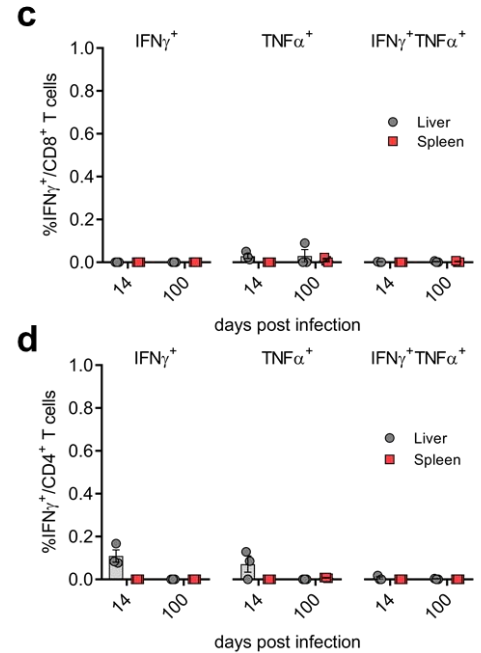 c
IFNγ⁺ TNFα⁺ IFNγ⁺TNFα⁺
%IFNγ⁺/CD8⁺ T cells
1.0
0.8
0.6
0.4
0.2
0.0
Liver
Spleen
14 100 14 100 14 100
days post infection
d
IFNγ⁺ TNFα⁺ IFNγ⁺TNFα⁺
%IFNγ⁺/CD4⁺ T cells
1.0
0.8
0.6
0.4
0.2
0.0
Liver
Spleen
14 100 14 100 14 100
days post infection